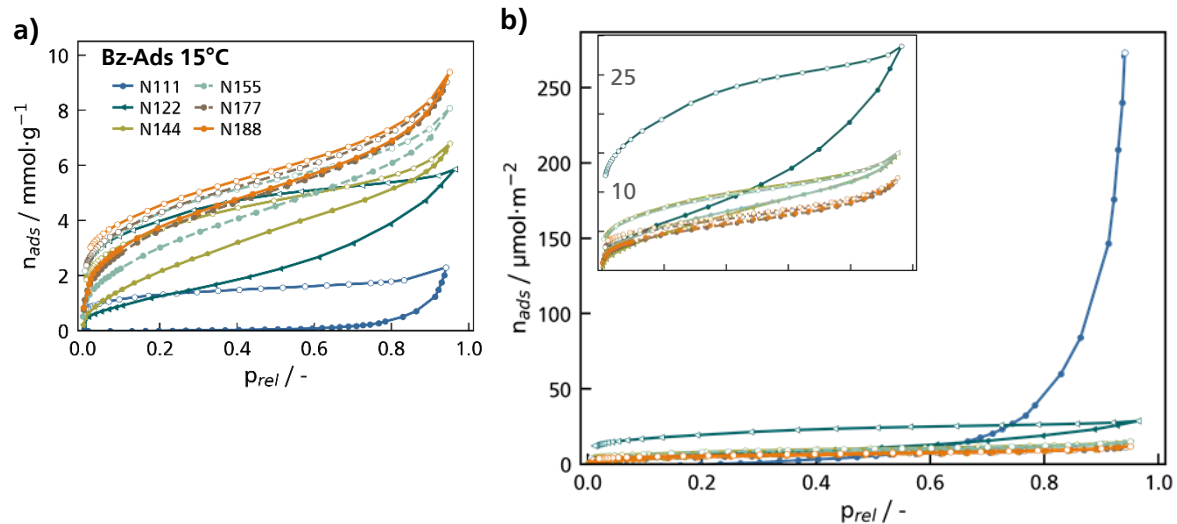 a)
Bz-Ads 15°C
N111
N122
N144
N155
N177
N188
10
8
6
4
2
0
n_ads / mmol·g⁻¹
0.0 0.2 0.4 0.6 0.8 1.0
p_rel / -
b)
250
200
150
100
50
0
n_ads / μmol·m⁻²
25
10
0.2 0.4 0.6 0.8 1.0
p_rel / -